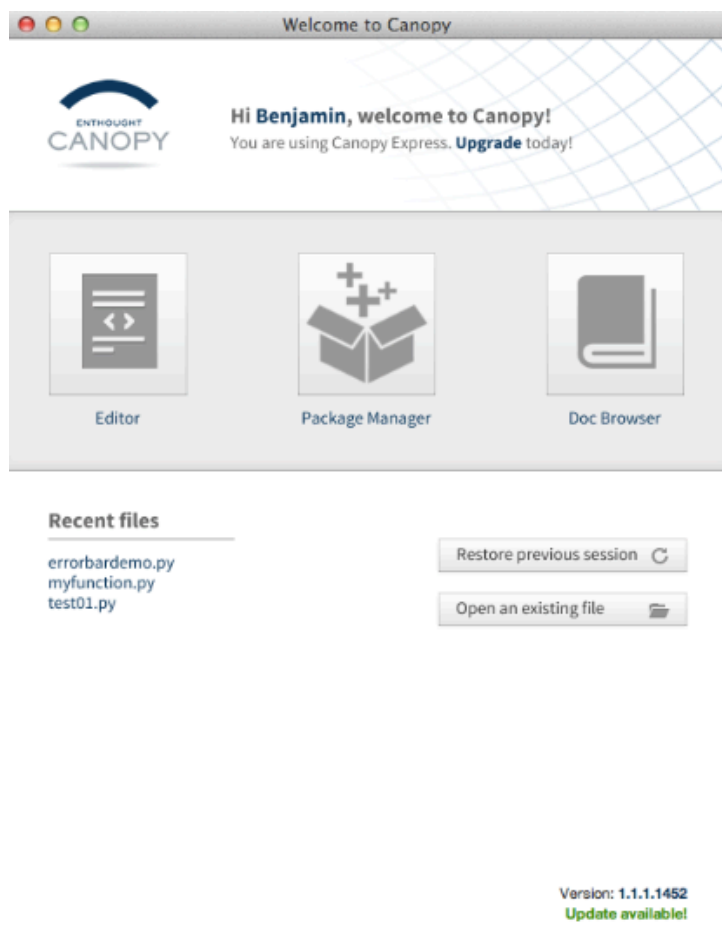 Welcome to Canopy
ENTHOUGHT
CANOPY
Hi Benjamin, welcome to Canopy!
You are using Canopy Express. Upgrade today!
Editor
Package Manager
Doc Browser
Recent files
errorbardemo.py
myfunction.py
test01.py
Restore previous session
Open an existing file
Version: 1.1.1.1452
Update available!